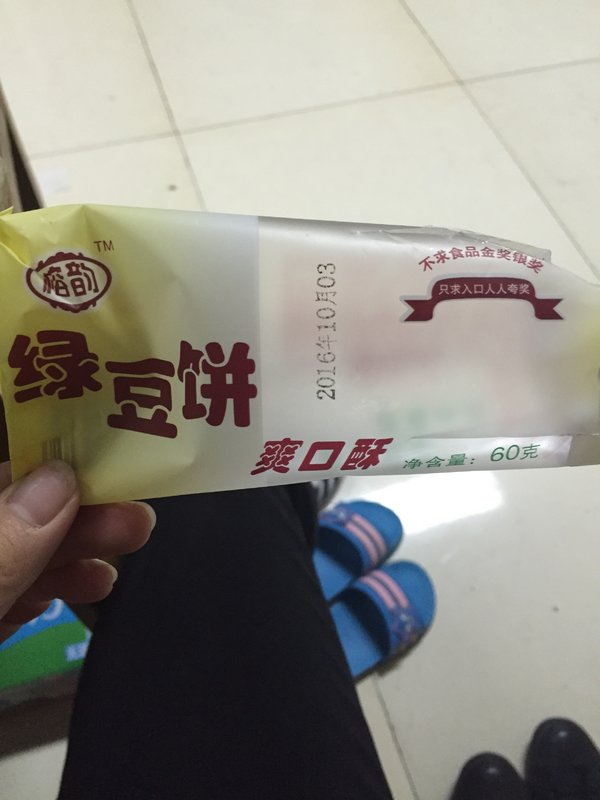 TM
绿豆饼
2016年10月03
不求食品金奖银奖
只求入口人人夸奖
爽口酥
净含量：60克